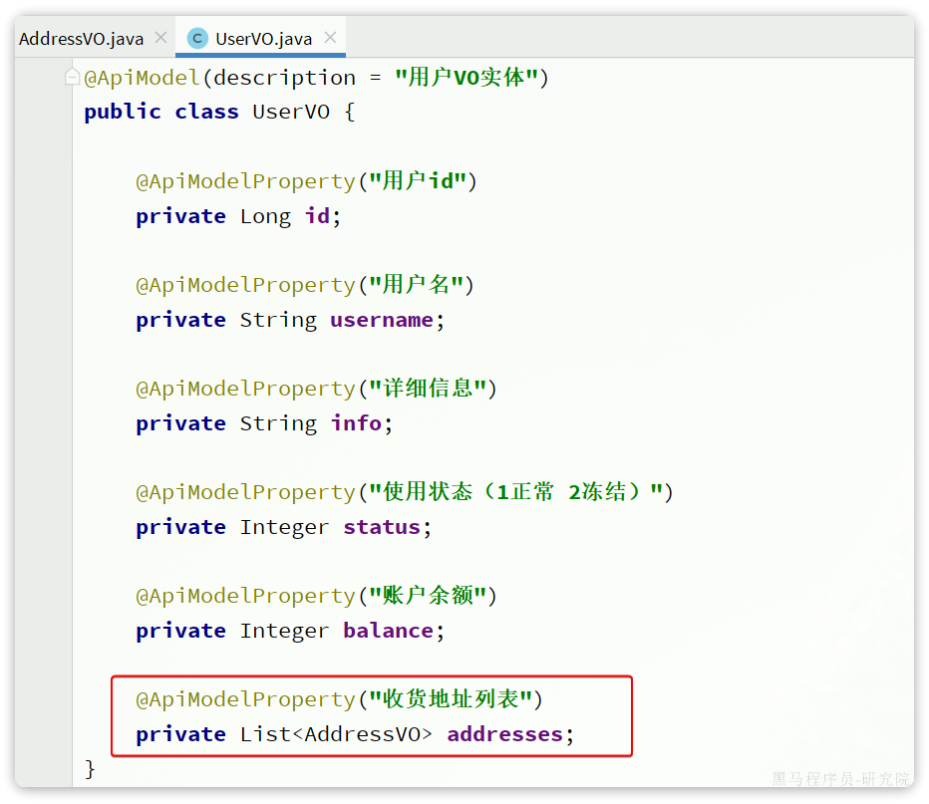 AddressVO.java
UserVO.java
@ApiModel(description = "用户VO实体")
public class UserVO {
@ApiModelProperty("用户id")
private Long id;
@ApiModelProperty("用户名")
private String username;
@ApiModelProperty("详细信息")
private String info;
@ApiModelProperty("使用状态（1正常 2冻结）")
private Integer status;
@ApiModelProperty("账户余额")
private Integer balance;
@ApiModelProperty("收货地址列表")
private List<AddressVO> addresses;
}
黑马程序员-研究院